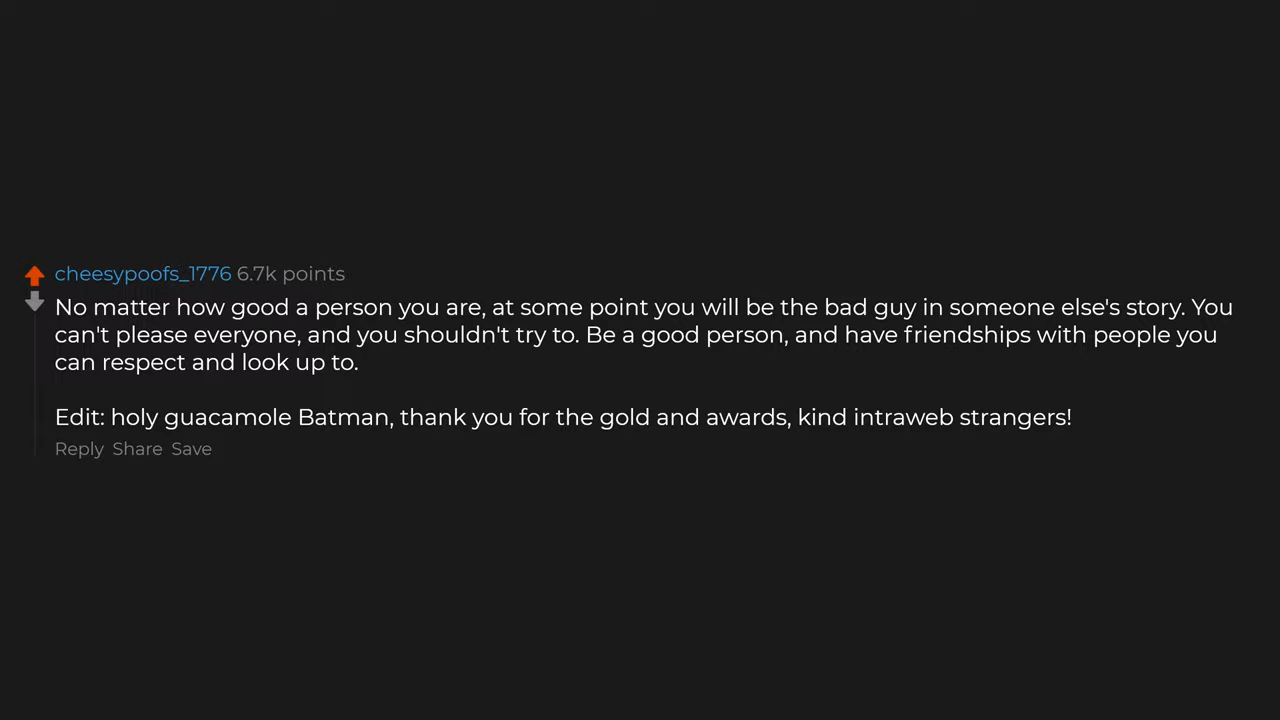 cheesypoofs_1776 6.7k points
No matter how good a person you are, at some point you will be the bad guy in someone else's story. You
can't please everyone, and you shouldn't try to. Be a good person, and have friendships with people you
can respect and look up to.
Edit: holy guacamole Batman, thank you for the gold and awards, kind intraweb strangers!
Reply Share Save